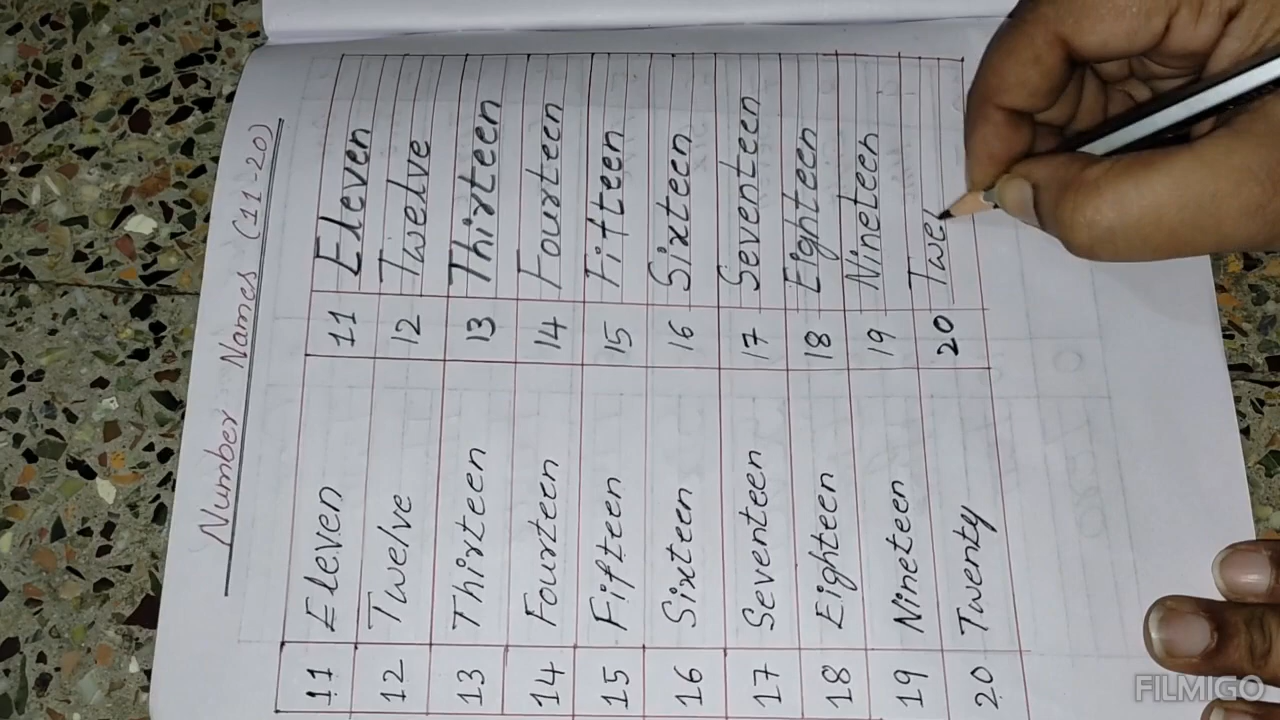 Number Names (11-20)
11 Eleven 11 Eleven
12 Twelve 12 Twelve
13 Thirteen 13 Thirteen
14 Fourteen 14 Fourteen
15 Fifteen 15 Fifteen
16 Sixteen 16 Sixteen
17 Seventeen 17 Seventeen
18 Eighteen 18 Eighteen
19 Nineteen 19 Nineteen
20 Twenty 20 Twe
FILMIGO